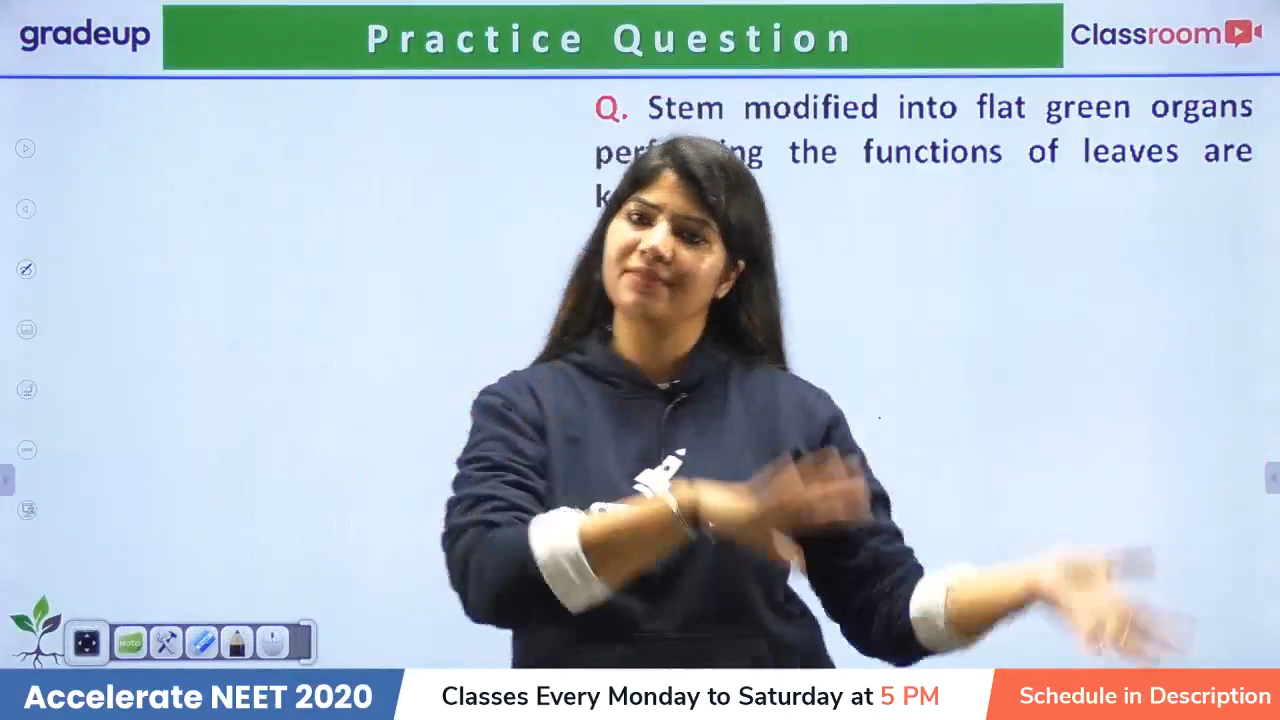 gradeup
Practice Question
Classroom
Q. Stem modified into flat green organs
the functions of leaves are
Note
Accelerate NEET 2020
Classes Every Monday to Saturday at 5 PM
Schedule in Description